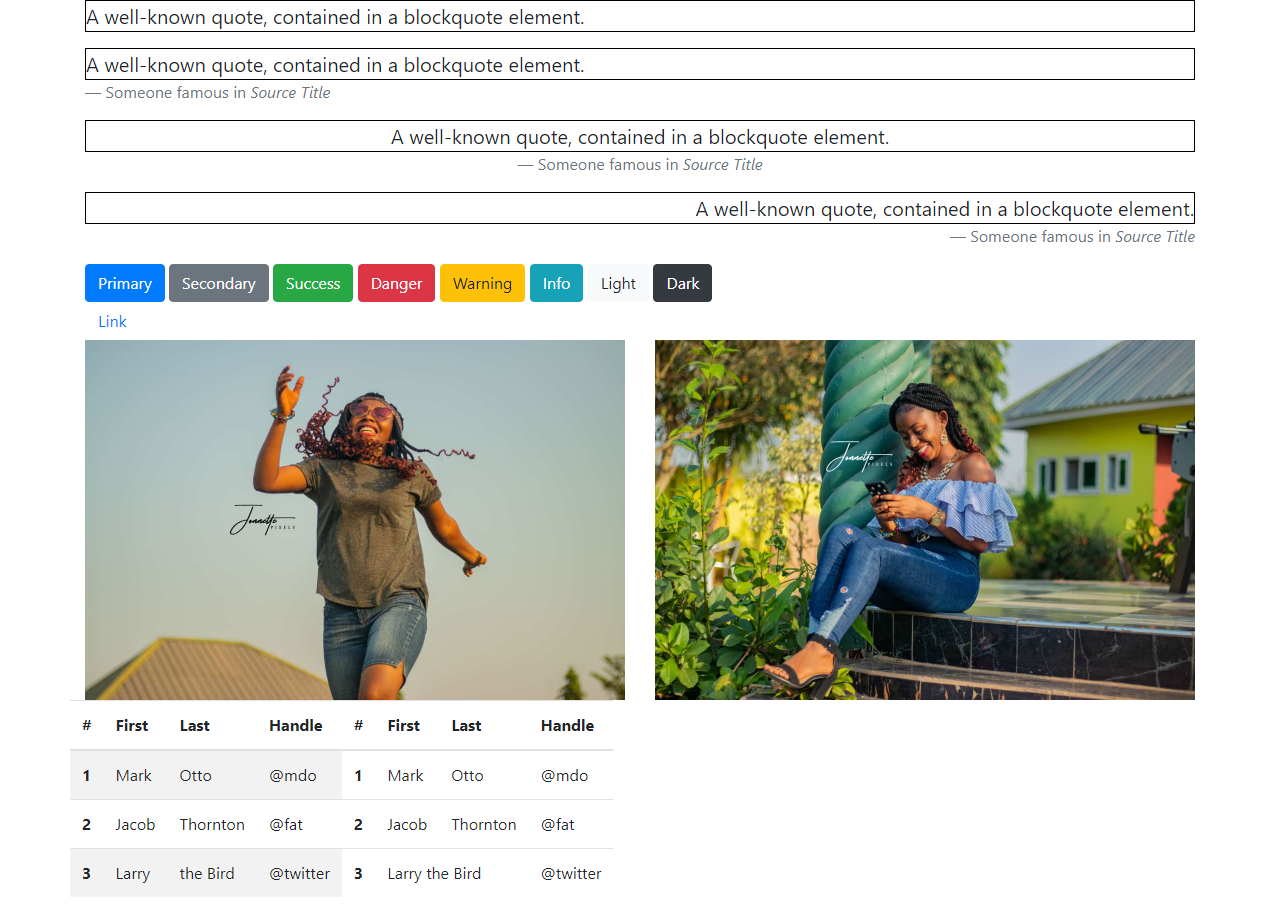 A well-known quote, contained in a blockquote element.
A well-known quote, contained in a blockquote element.
— Someone famous in Source Title
A well-known quote, contained in a blockquote element.
— Someone famous in Source Title
A well-known quote, contained in a blockquote element.
— Someone famous in Source Title
Primary Secondary Success Danger Warning Info Light Dark
Link
Jonnette
PIXELS
Jonnette
PIXELS
# First Last Handle # First Last Handle
1 Mark Otto @mdo 1 Mark Otto @mdo
2 Jacob Thornton @fat 2 Jacob Thornton @fat
3 Larry the Bird @twitter 3 Larry the Bird @twitter